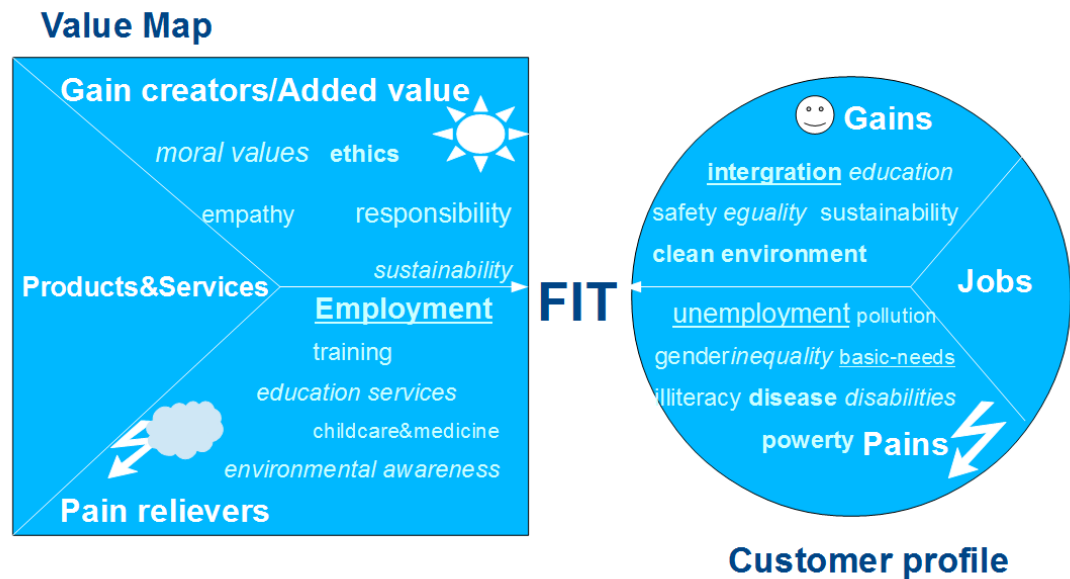 Value Map
Gain creators/Added value
moral values ethics
empathy responsibility
sustainability
Products&Services
Employment
training
education services
childcare&medicine
environmental awareness
Pain relievers
FIT
Gains
intergration education
safety eguality sustainability
clean environment
Jobs
unemployment pollution
genderinequality basic-needs
illiteracy disease disabilities
powerty Pains
Customer profile